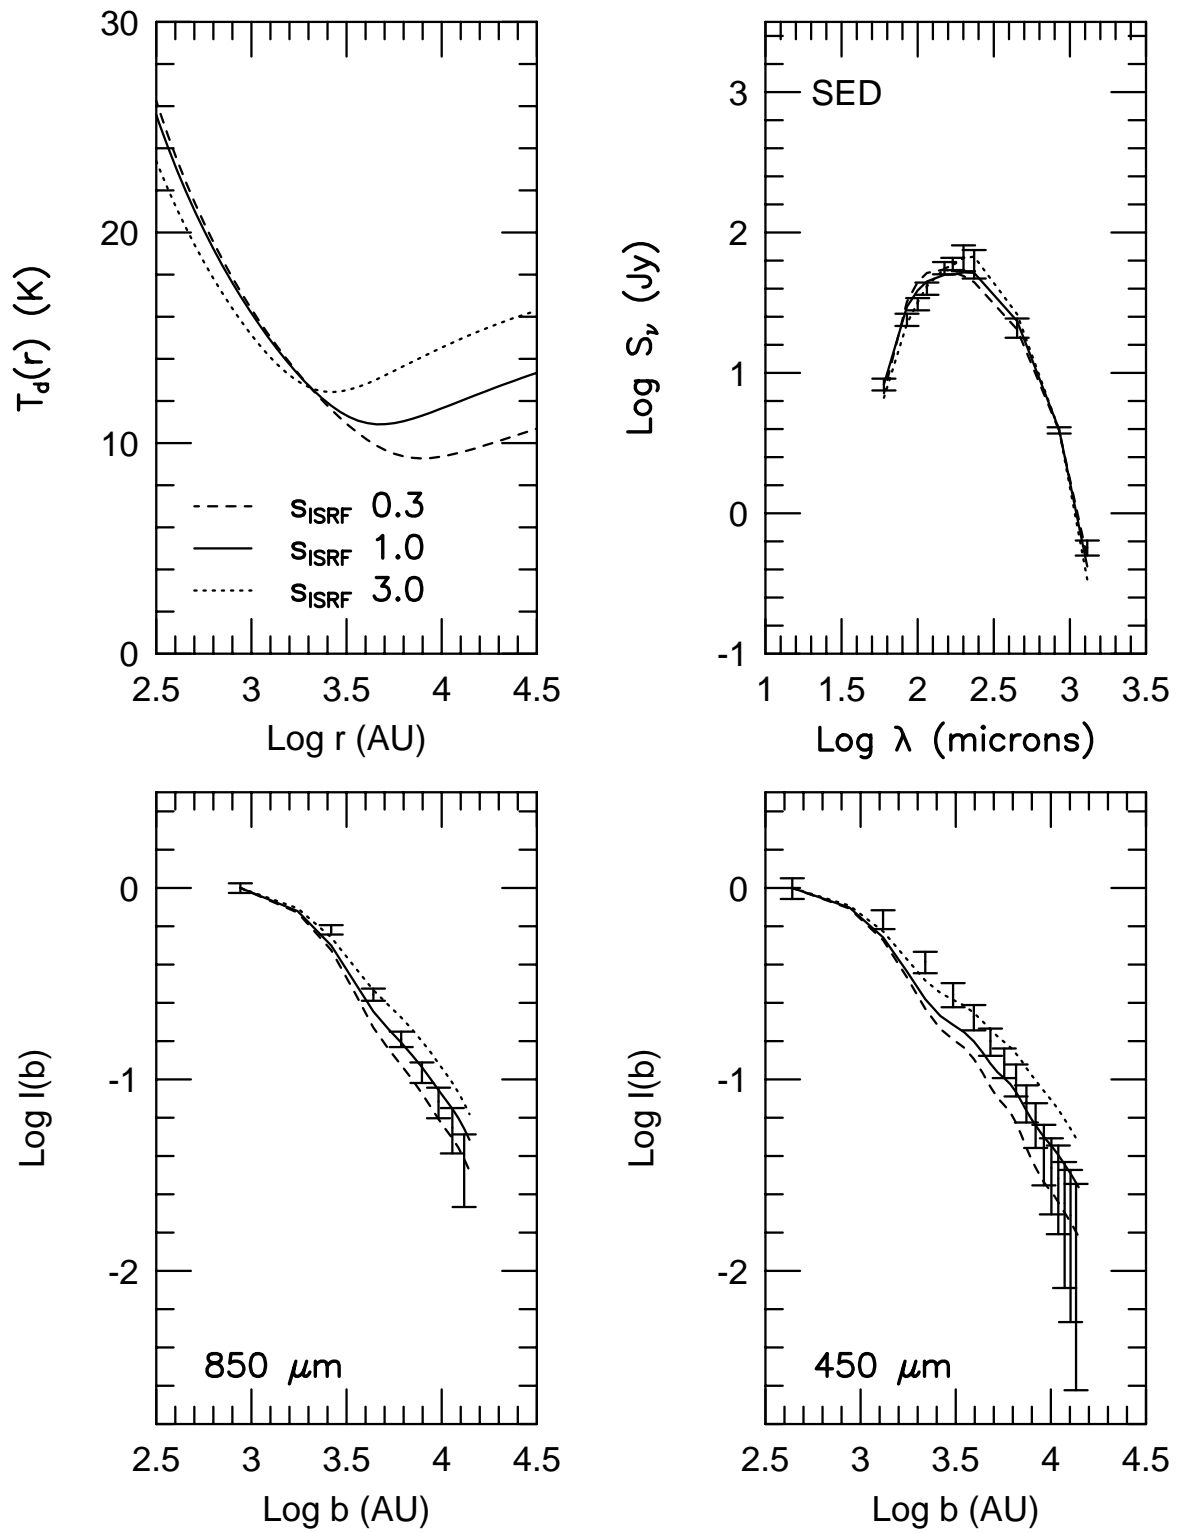 30
20
10
0
T_d(r) (K)
s_ISRF 0.3
s_ISRF 1.0
s_ISRF 3.0
2.5 3 3.5 4 4.5
Log r (AU)
SED
3
2
1
0
-1
Log S_ν (Jy)
1 1.5 2 2.5 3 3.5
Log λ (microns)
0
-1
-2
Log I(b)
850 μm
2.5 3 3.5 4 4.5
Log b (AU)
0
-1
-2
Log I(b)
450 μm
2.5 3 3.5 4 4.5
Log b (AU)